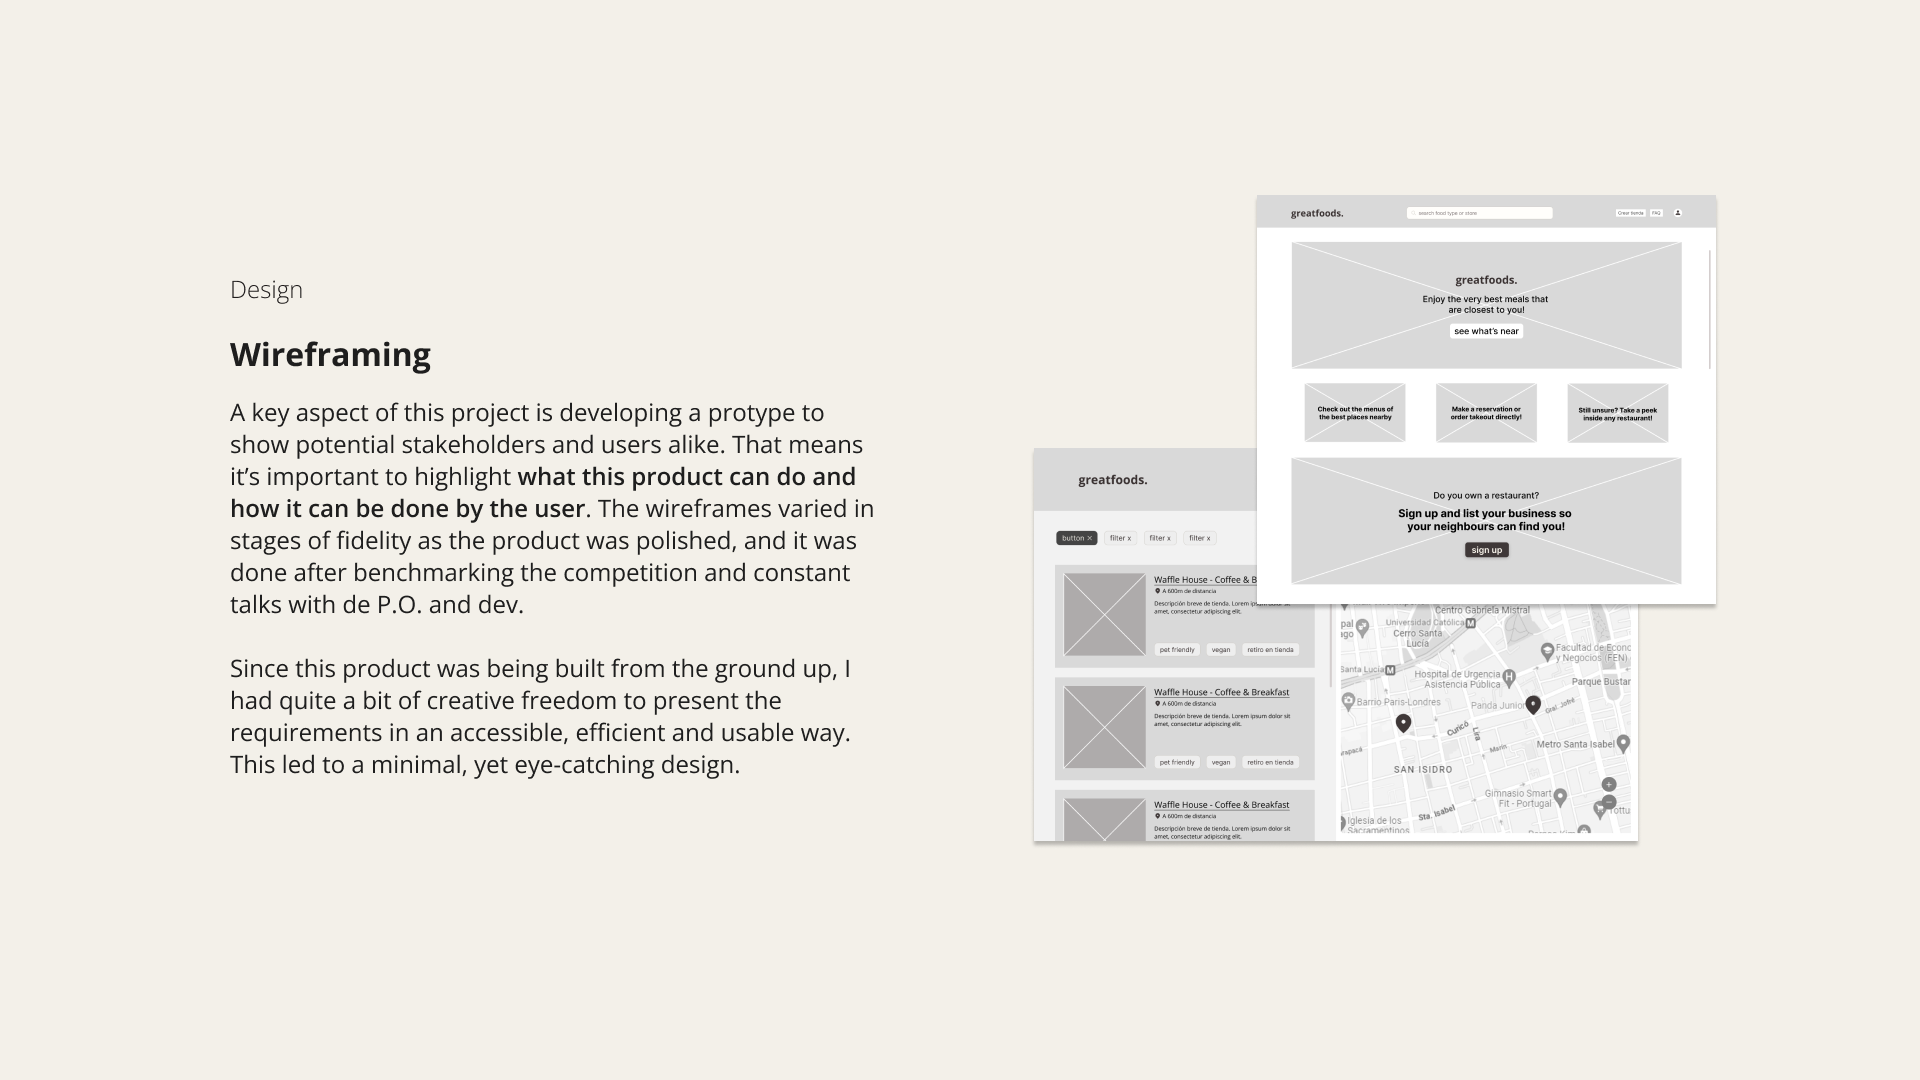 Design
Wireframing
A key aspect of this project is developing a protype to
show potential stakeholders and users alike. That means
it's important to highlight what this product can do and
how it can be done by the user. The wireframes varied in
stages of fidelity as the product was polished, and it was
done after benchmarking the competition and constant
talks with de P.O. and dev.
Since this product was being built from the ground up, I
had quite a bit of creative freedom to present the
requirements in an accessible, efficient and usable way.
This led to a minimal, yet eye-catching design.
greatfoods.
search food type or store
Crear tienda
FAQ
greatfoods.
Enjoy the very best meals that
are closest to you!
see what's near
Check out the menus of
the best places nearby
Make a reservation or
order takeout directly!
Still unsure? Take a peek
inside any restaurant!
Do you own a restaurant?
Sign up and list your business so
your neighbours can find you!
sign up
greatfoods.
button ×
filter x
filter x
filter x
Waffle House - Coffee & B
A 600m de distancia
Descripción breve de tienda. Lorem
amet, consectetur adipiscing elit.
pet friendly
vegan
retiro en tienda
Waffle House - Coffee & Breakfast
A 600m de distancia
Descripción breve de tienda. Lorem ipsum dolor sit
amet, consectetur adipiscing elit.
pet friendly
vegan
retiro en tienda
Waffle House - Coffee & Breakfast
A 600m de distancia
Descripción breve de tienda. Lorem ipsum dolor sit
amet, consectetur adipiscing elit.
Centro Gabriela Mistral
pal
ago
Universidad Católica
M
Cerro Santa
Lucía
Santa Lucía
M
Facultad de Econo
y Negocios (FEN)
Hospital de Urgencia
Asistencia Pública
H
Parque Bustar
Barrio París-Londres
Panda Junior
Gral. Jofré
Curicó
Lira
Marín
Metro Santa Isabel
arapacá
SAN ISIDRO
Gimnasio Smart
Fit - Portugal
Sta. Isabel
Tottu
Iglesia de los
Sacramentinos